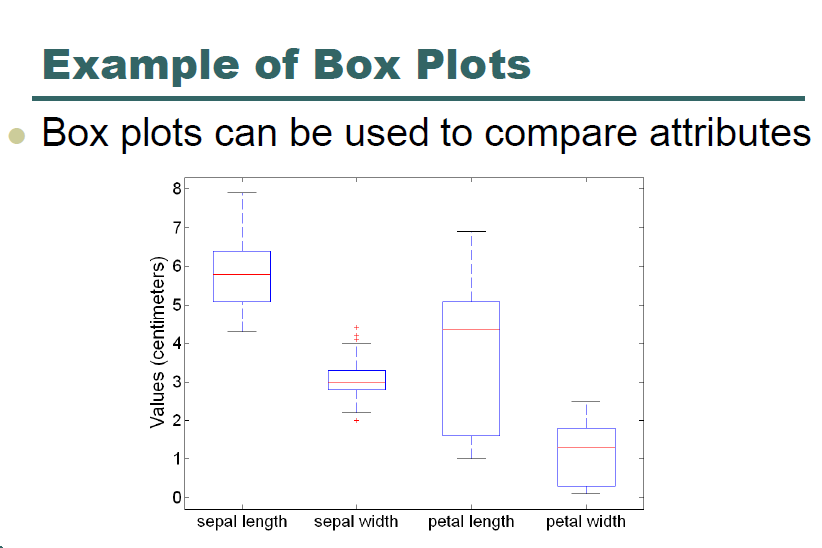 Example of Box Plots
Box plots can be used to compare attributes
8
7
6
5
4
3
2
1
0
Values (centimeters)
sepal length sepal width petal length petal width